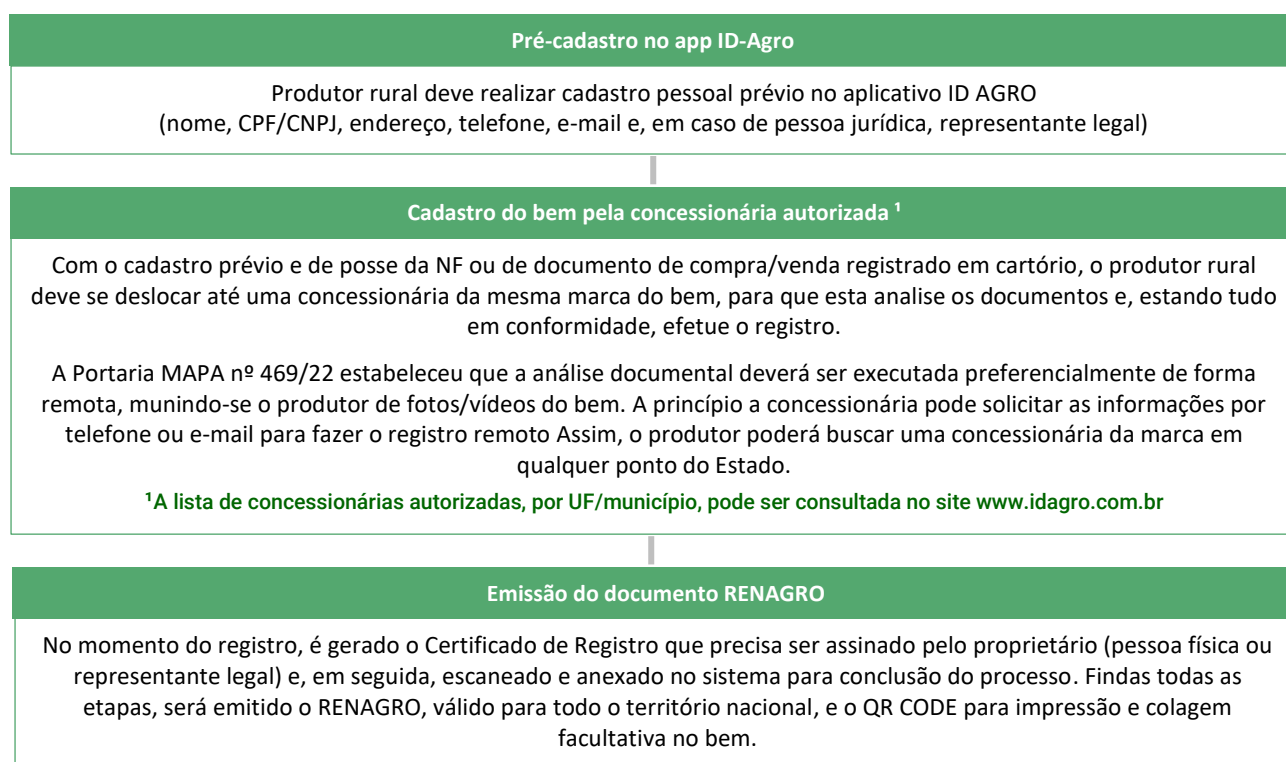 Pré-cadastro no app ID-Agro
Produtor rural deve realizar cadastro pessoal prévio no aplicativo ID AGRO
(nome, CPF/CNPJ, endereço, telefone, e-mail e, em caso de pessoa jurídica, representante legal)
Cadastro do bem pela concessionária autorizada ¹
Com o cadastro prévio e de posse da NF ou de documento de compra/venda registrado em cartório, o produtor rural
deve se deslocar até uma concessionária da mesma marca do bem, para que esta analise os documentos e, estando tudo
em conformidade, efetue o registro.
A Portaria MAPA nº 469/22 estabeleceu que a análise documental deverá ser executada preferencialmente de forma
remota, munindo-se o produtor de fotos/vídeos do bem. A princípio a concessionária pode solicitar as informações por
telefone ou e-mail para fazer o registro remoto Assim, o produtor poderá buscar uma concessionária da marca em
qualquer ponto do Estado.
¹A lista de concessionárias autorizadas, por UF/município, pode ser consultada no site www.idagro.com.br
Emissão do documento RENAGRO
No momento do registro, é gerado o Certificado de Registro que precisa ser assinado pelo proprietário (pessoa física ou
representante legal) e, em seguida, escaneado e anexado no sistema para conclusão do processo. Findas todas as
etapas, será emitido o RENAGRO, válido para todo o território nacional, e o QR CODE para impressão e colagem
facultativa no bem.